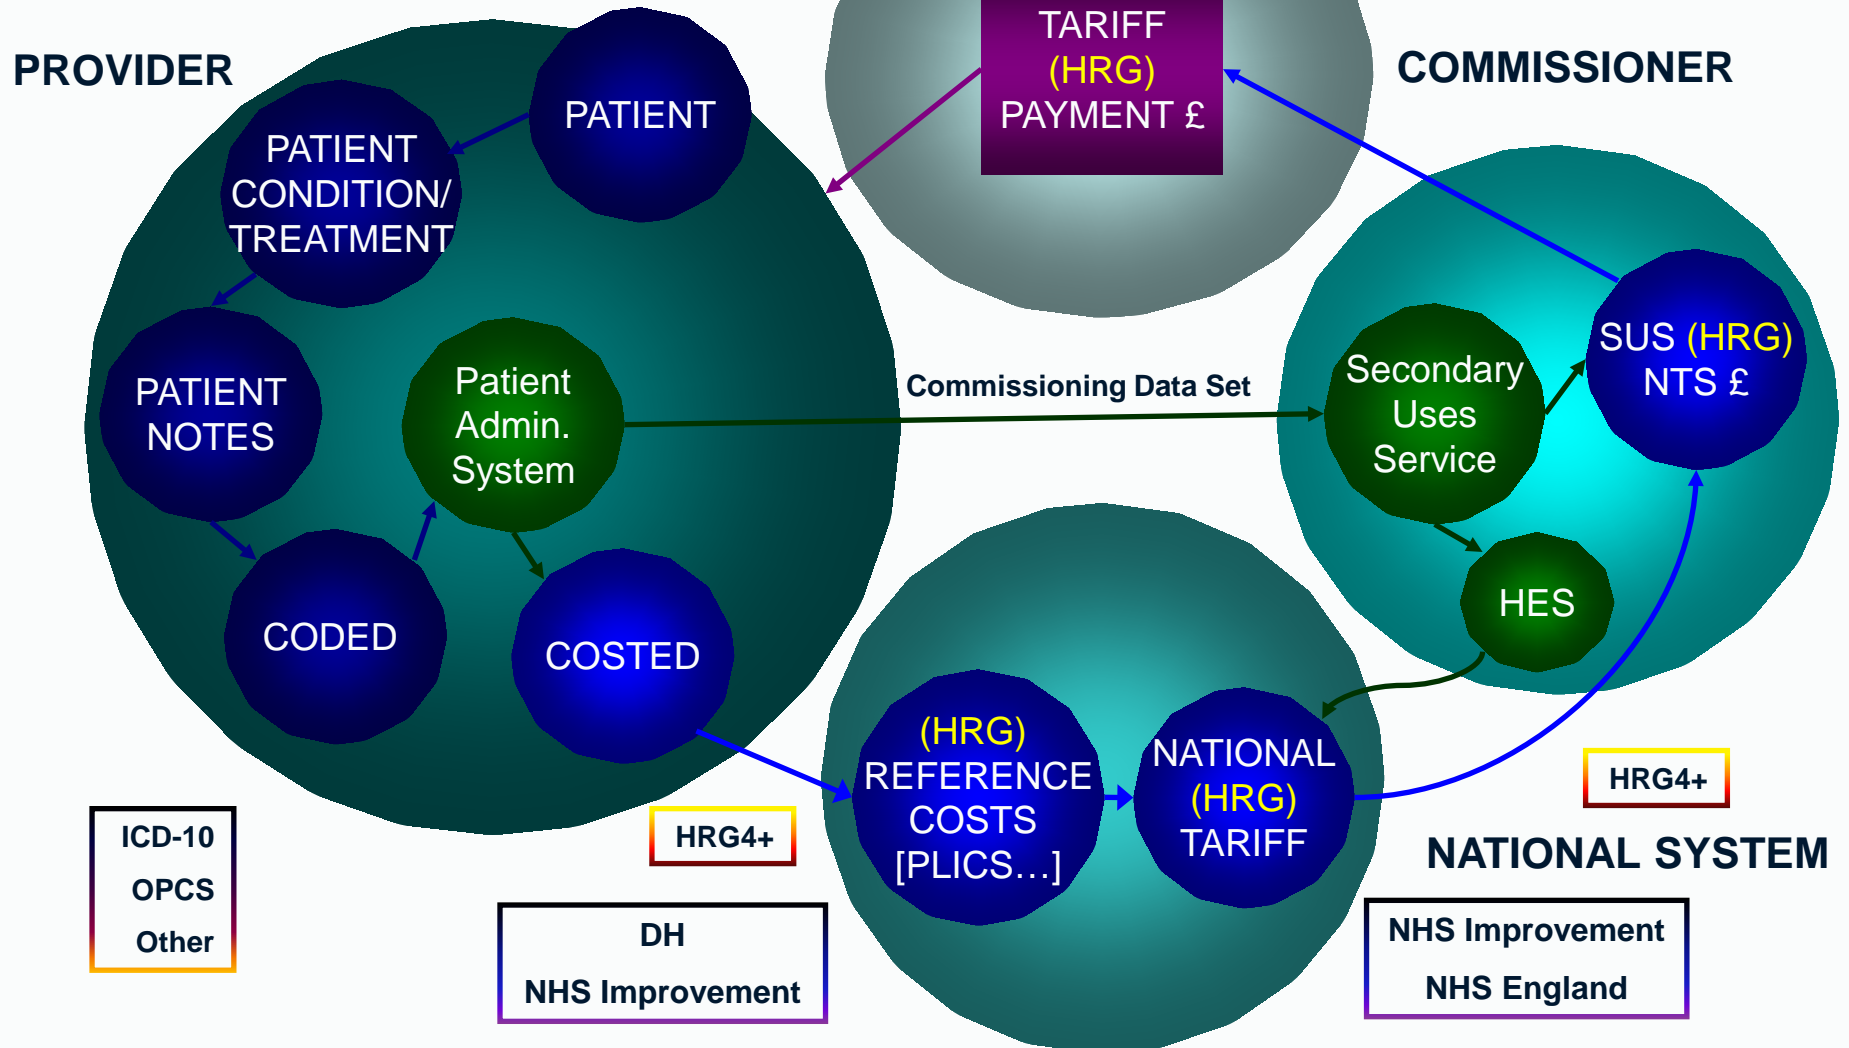 PROVIDER
PATIENT
PATIENT
CONDITION/
TREATMENT
PATIENT
NOTES
CODED
Patient
Admin.
System
COSTED
TARIFF
(HRG)
PAYMENT £
COMMISSIONER
Commissioning Data Set
Secondary
Uses
Service
SUS (HRG)
NTS £
HES
(HRG)
REFERENCE
COSTS
[PLICS…]
NATIONAL
(HRG)
TARIFF
HRG4+
NATIONAL SYSTEM
ICD-10
OPCS
Other
HRG4+
DH
NHS Improvement
NHS Improvement
NHS England